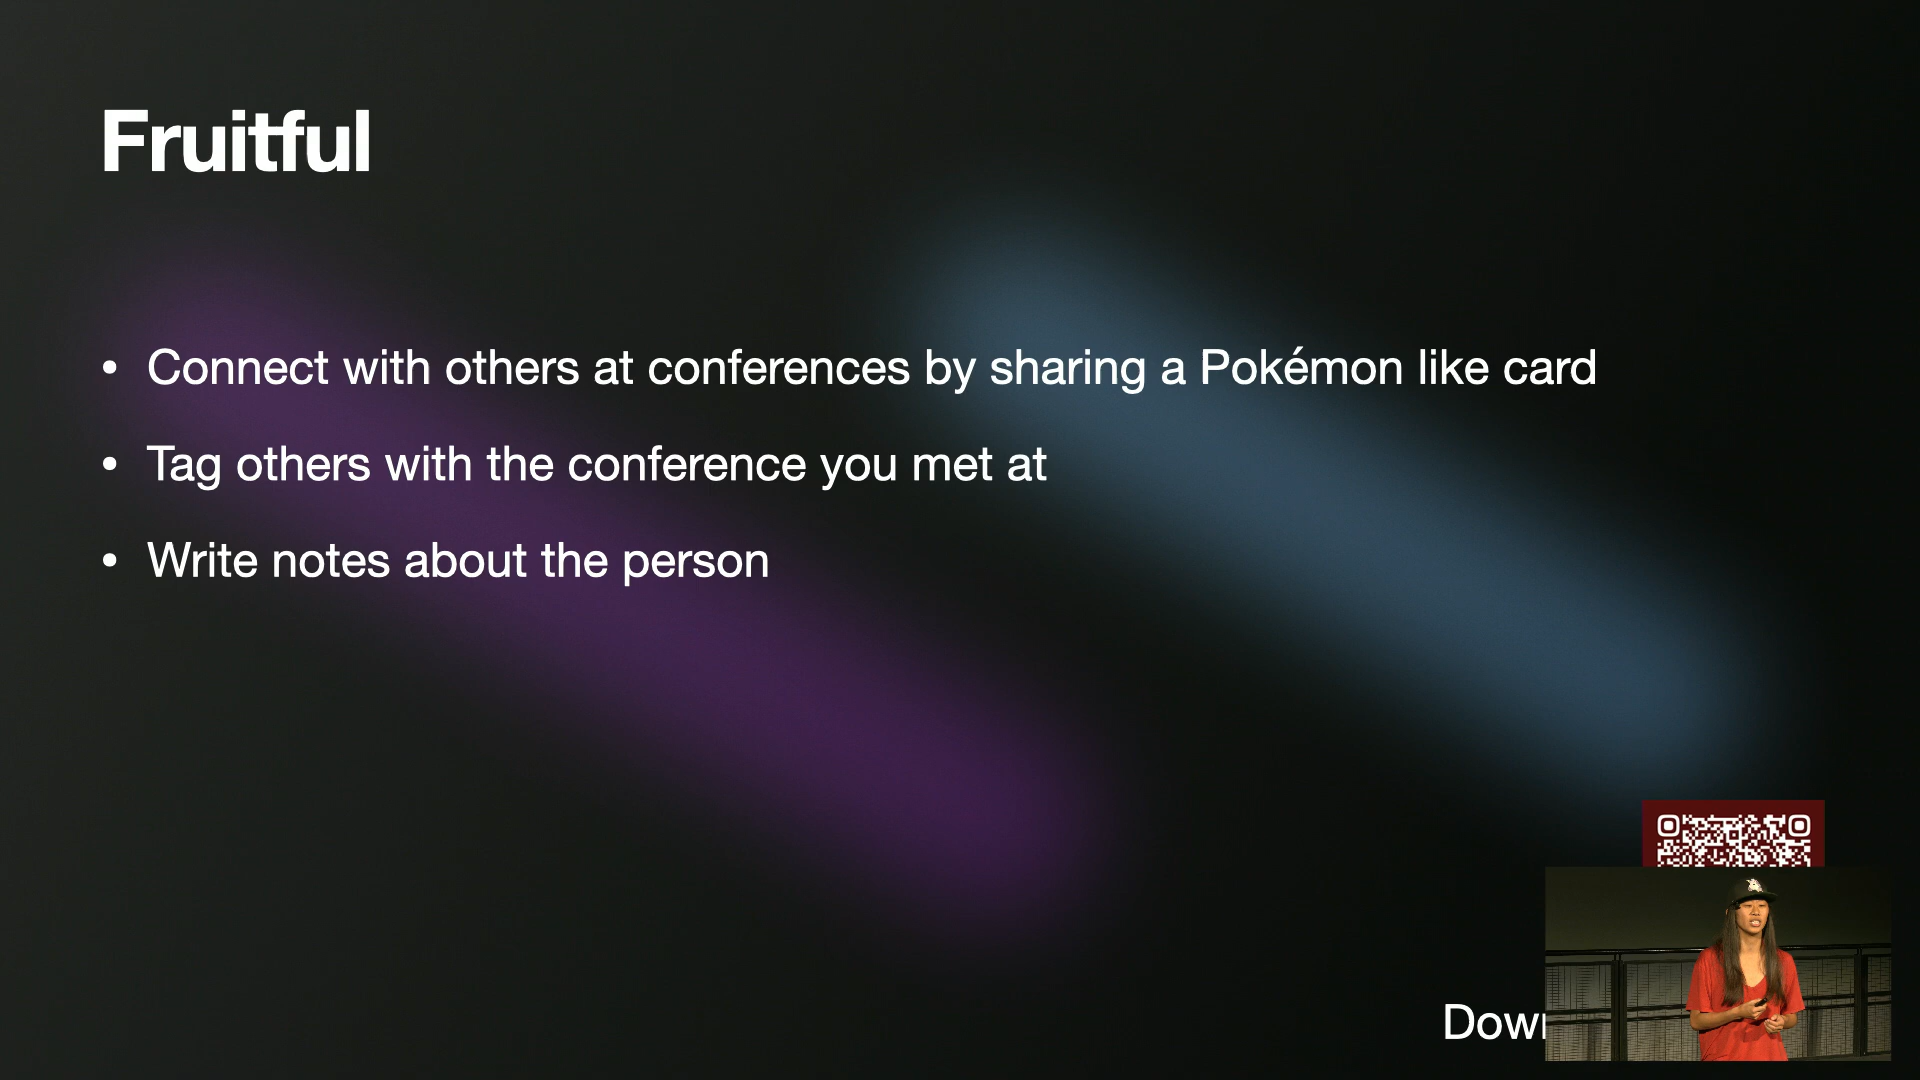 Fruitful
• Connect with others at conferences by sharing a Pokémon like card
• Tag others with the conference you met at
• Write notes about the person